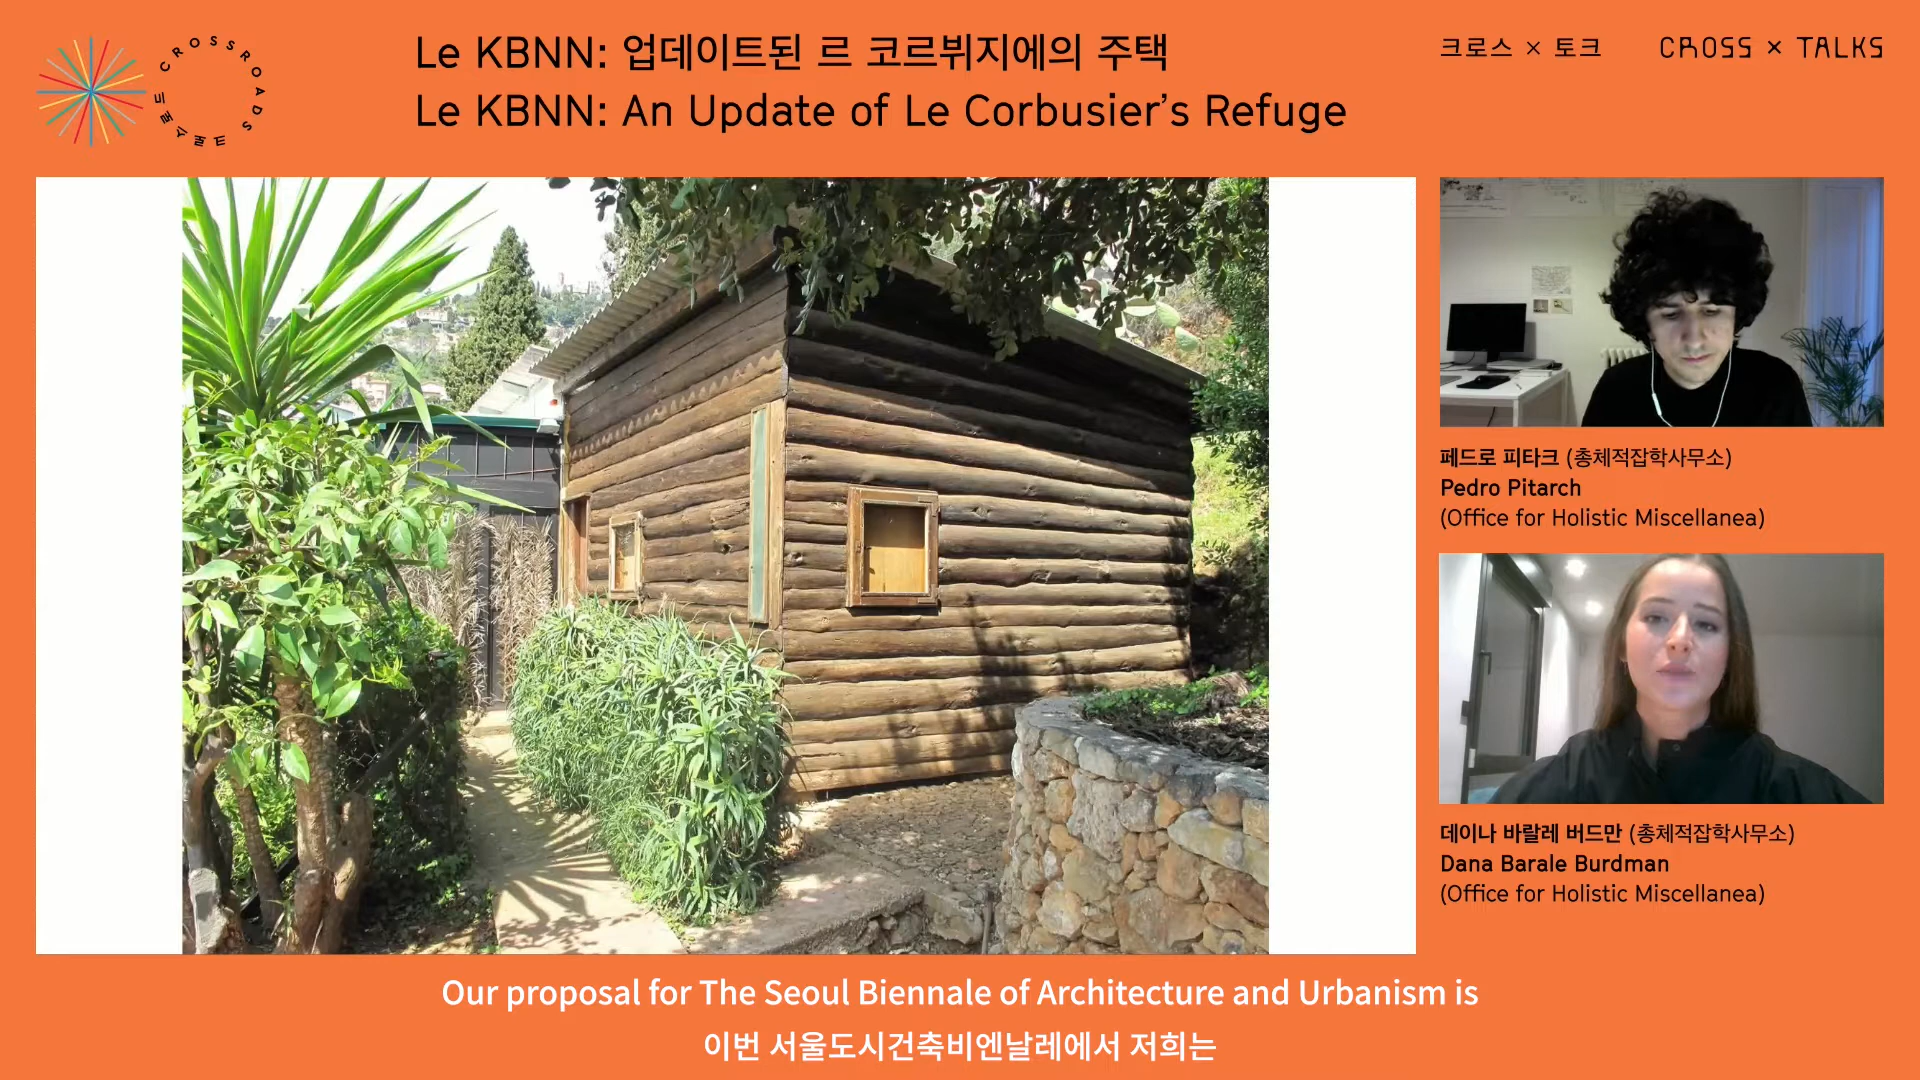 CROSSROADS
크로스로드
Le KBNN: 업데이트된 르 코르뷔지에의 주택
Le KBNN: An Update of Le Corbusier’s Refuge
크로스 × 토크
CROSS × TALKS
페드로 피타크 (총체적잡학사무소)
Pedro Pitarch
(Office for Holistic Miscellanea)
데이나 바랄레 버드만 (총체적잡학사무소)
Dana Barale Burdman
(Office for Holistic Miscellanea)
Our proposal for The Seoul Biennale of Architecture and Urbanism is
이번 서울도시건축비엔날레에서 저희는